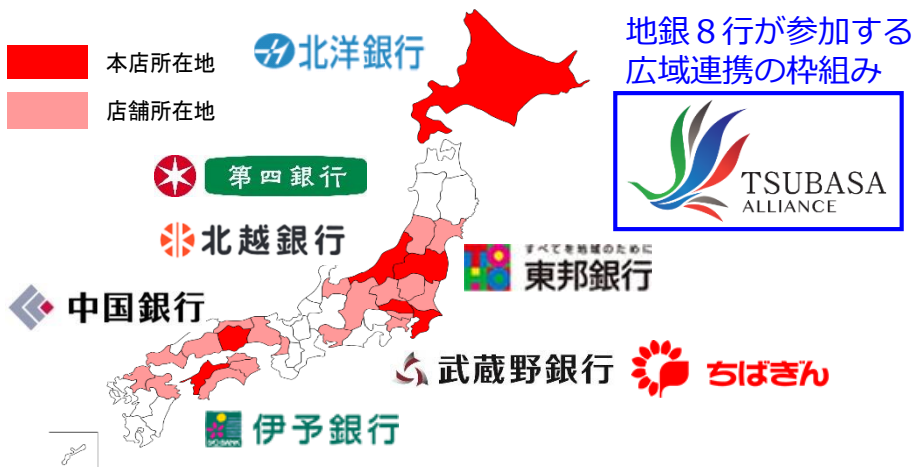 本店所在地
店舗所在地
北洋銀行
地銀８行が参加する
広域連携の枠組み
TSUBASA
ALLIANCE
第四銀行
北越銀行
すべてを地域のために
東邦銀行
TOHO
中国銀行
武蔵野銀行
ちばぎん
伊予銀行